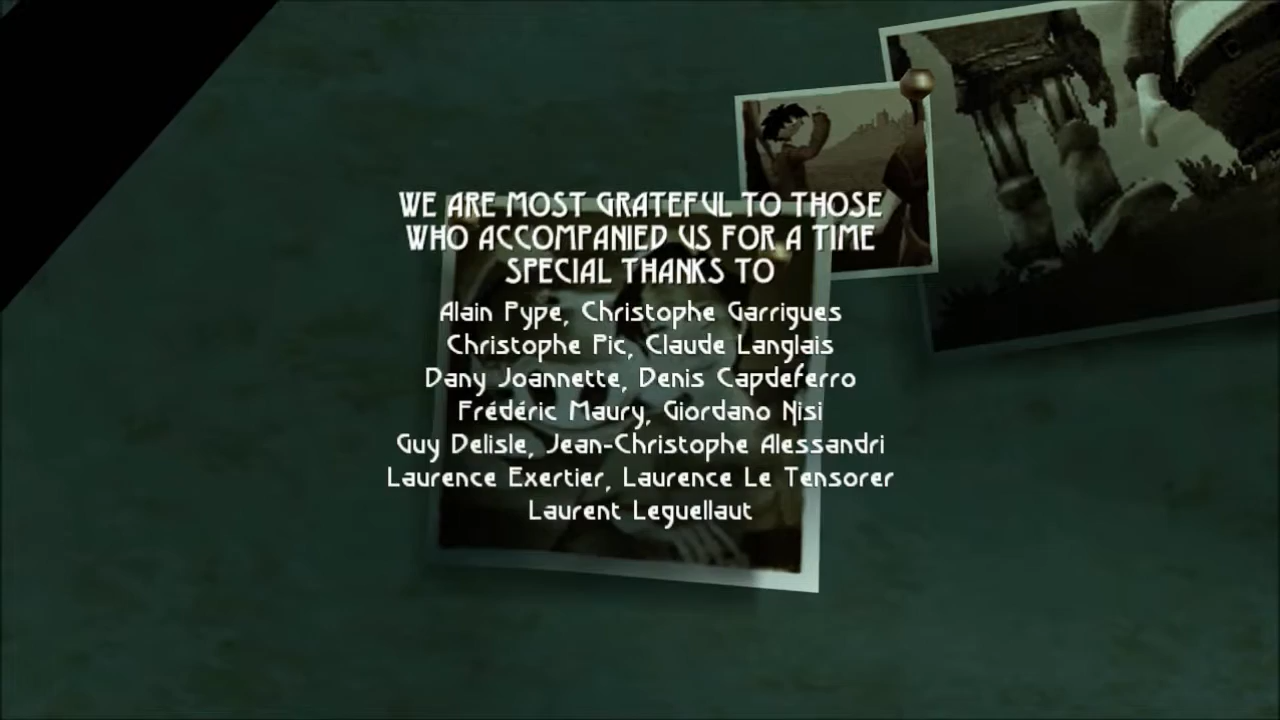 WE ARE MOST GRATEFUL TO THOSE
WHO ACCOMPANIED US FOR A TIME
SPECIAL THANKS TO
Alain Pype, Christophe Garrigues
Christophe Pic, Claude Langlais
Dany Joannette, Denis Capdeferro
Frédéric Maury, Giordano Nisi
Guy Delisle, Jean-Christophe Alessandri
Laurence Exertier, Laurence Le Tensorer
Laurent Leguellaut